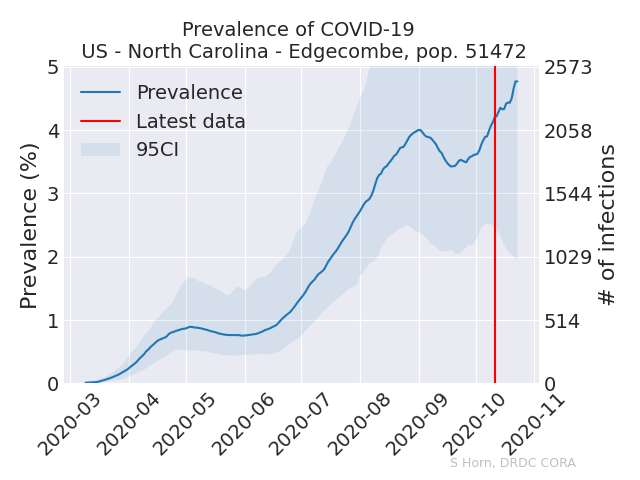 Prevalence of COVID-19
US - North Carolina - Edgecombe, pop. 51472
Prevalence
Latest data
95CI
Prevalence (%)
5
4
3
2
1
0
2573
2058
1544
1029
514
0
# of infections
2020-03
2020-04
2020-05
2020-06
2020-07
2020-08
2020-09
2020-10
2020-11
S Horn, DRDC CORA